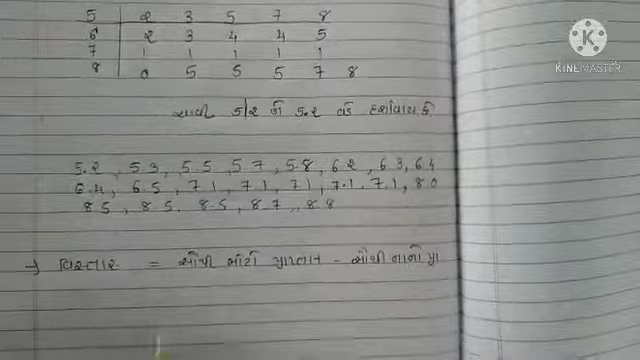 5 | 2 3 5 7 8
6 | 2 3 4 4 5
7 | 1 1 1 1 1
8 | 0 5 5 5 7 8
KINEMASTER
5|2 ને 5.2 વડે દર્શાવાય છે
5.2, 5.3, 5.5, 5.7, 5.8, 6.2, 6.3, 6.4
6.4, 6.5, 7.1, 7.1, 7.1, 7.1, 7.1, 8.0
8.5, 8.5, 8.5, 8.7, 8.8
→ વિસ્તાર = સૌથી મોટી પ્રાપ્તાંક - સૌથી નાનો પ્રા